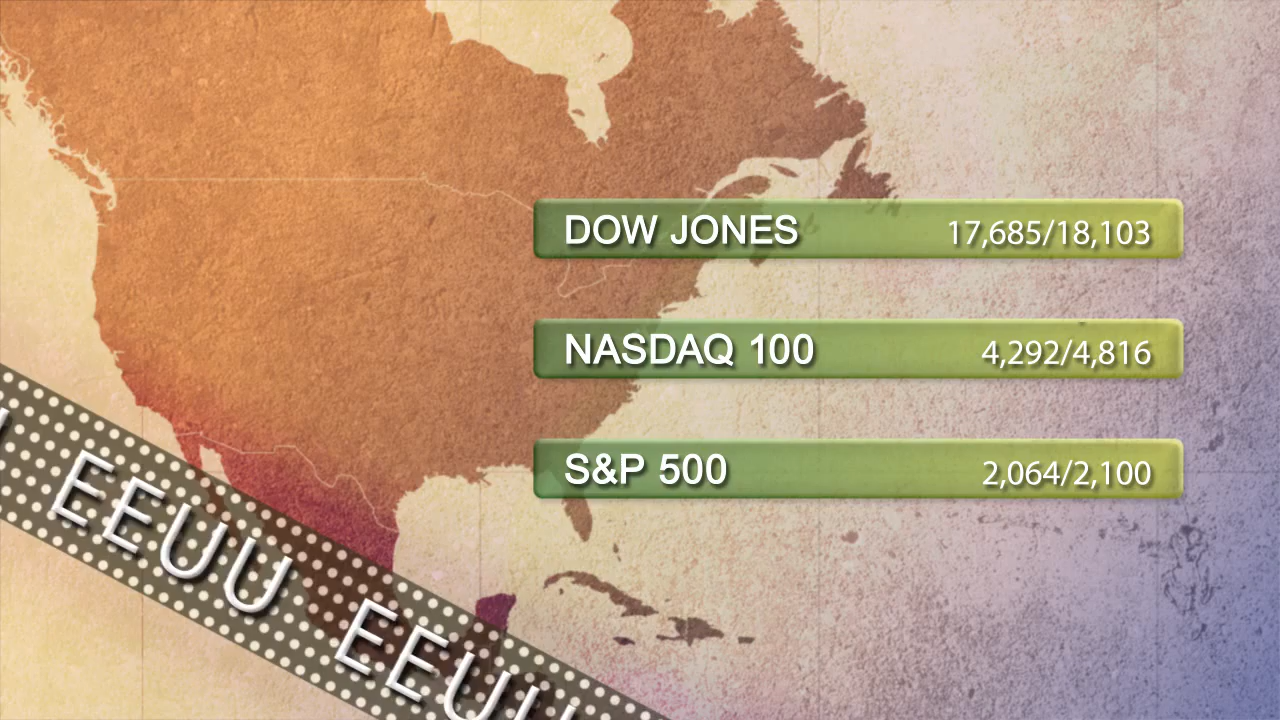 DOW JONES 17,685/18,103
NASDAQ 100 4,292/4,816
S&P 500 2,064/2,100
EEUU EEUU